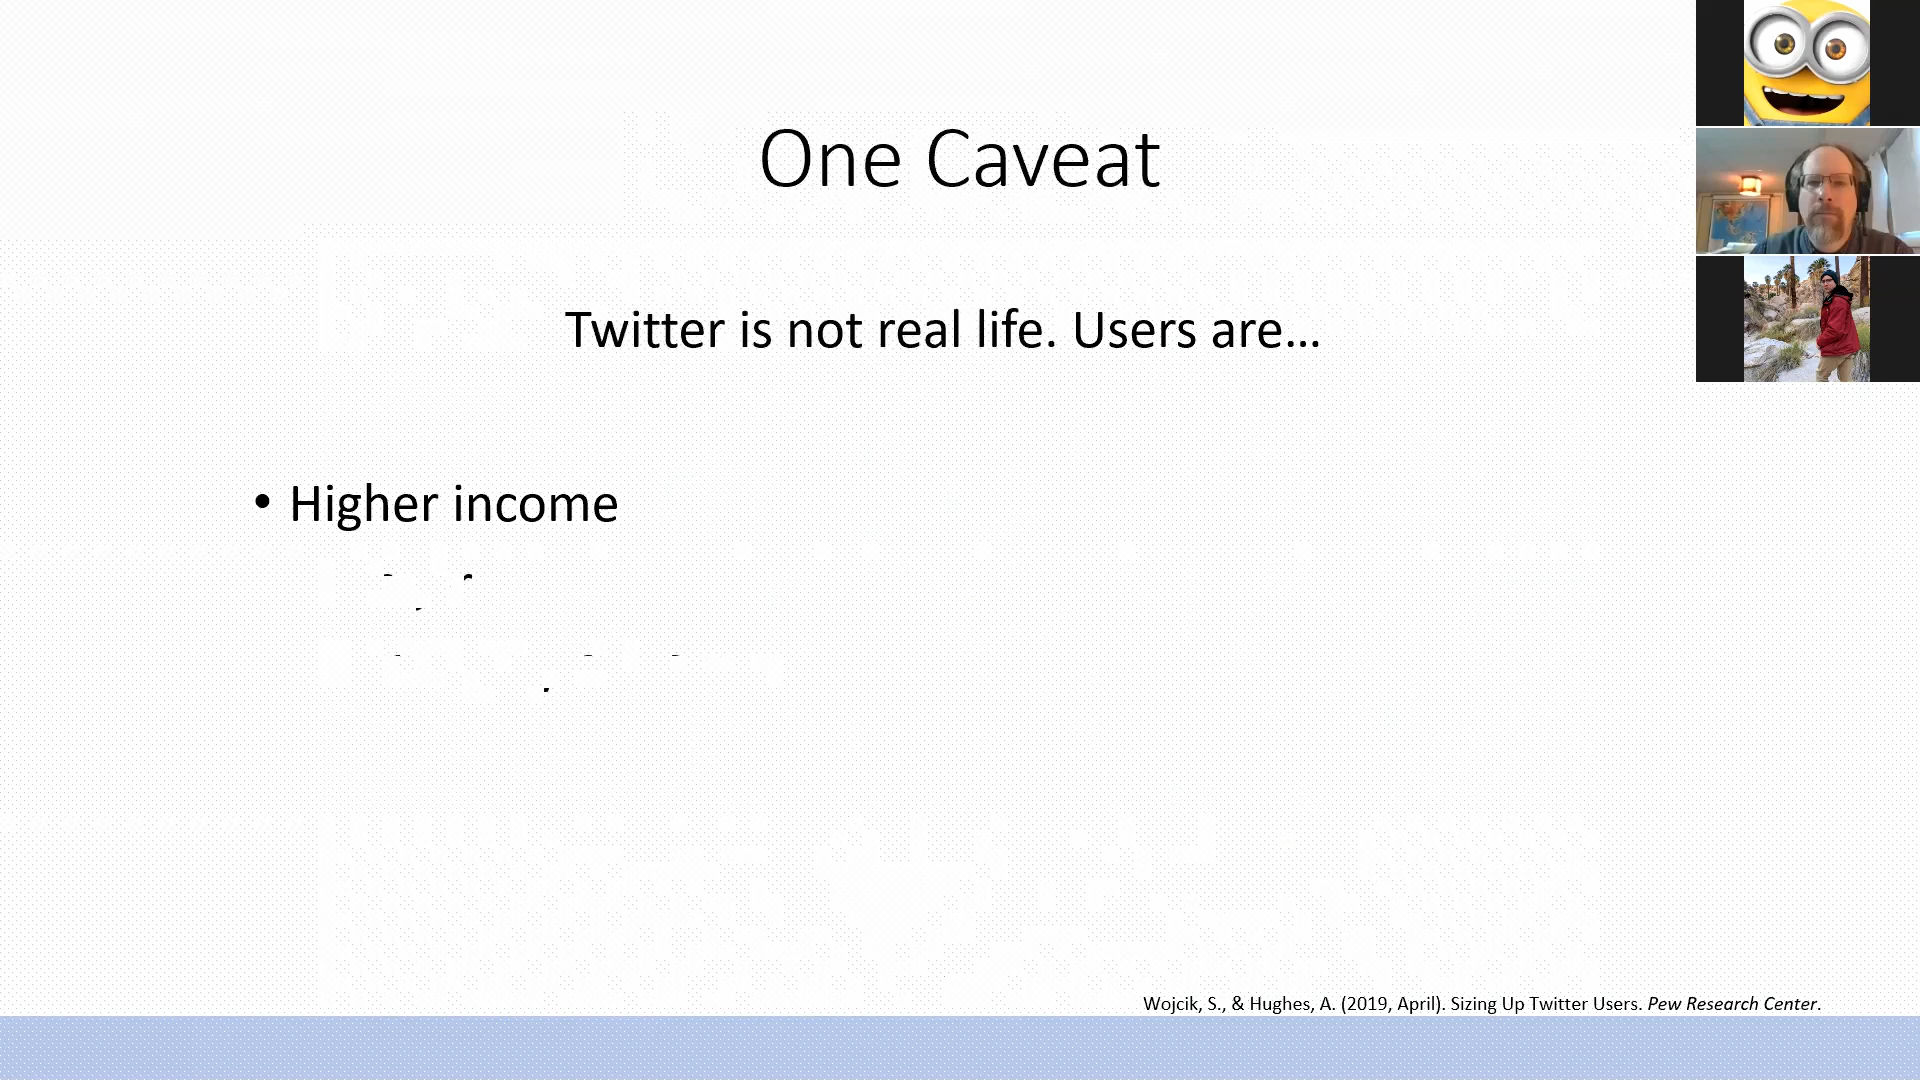 One Caveat
Twitter is not real life. Users are...
• Higher income
Wojcik, S., & Hughes, A. (2019, April). Sizing Up Twitter Users. Pew Research Center.